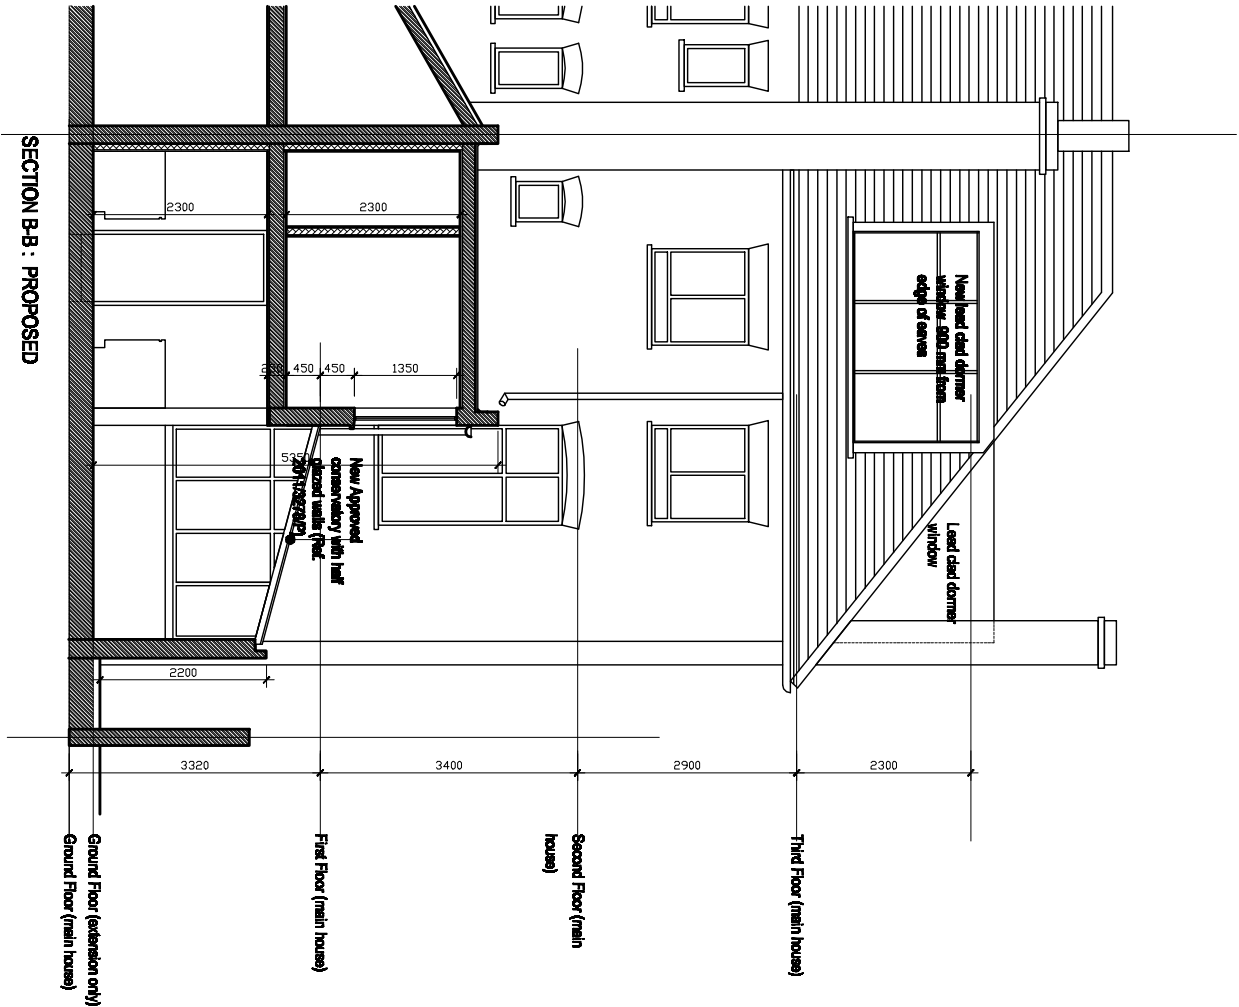 New lead clad dormer
window 900 mm from
edge of eaves
Lead clad dormer
window
2300
2300
230
450
450
1350
5350
New Approved
conservatory with half
glazed walls (Ref.
2011/3278/P)
2200
3320
3400
2900
2300
Third Floor (main house)
Second Floor (main
house)
First Floor (main house)
Ground Floor (extension only)
Ground Floor (main house)
SECTION B-B : PROPOSED